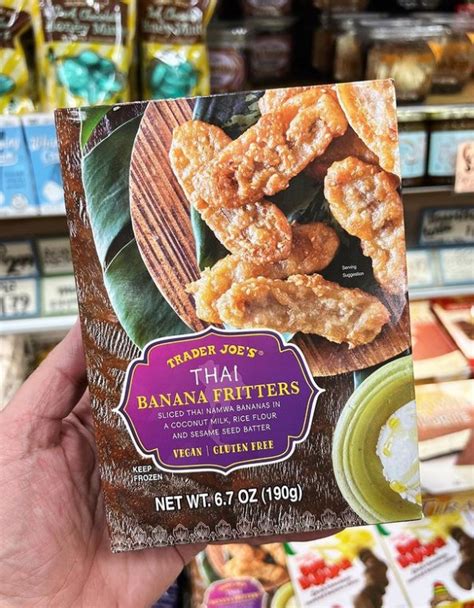 Serving
Suggestion
TRADER JOE'S®
THAI
BANANA FRITTERS
SLICED THAI NAMWA BANANAS IN
A COCONUT MILK, RICE FLOUR
AND SESAME SEED BATTER
VEGAN | GLUTEN FREE
KEEP
FROZEN
NET WT. 6.7 OZ (190g)